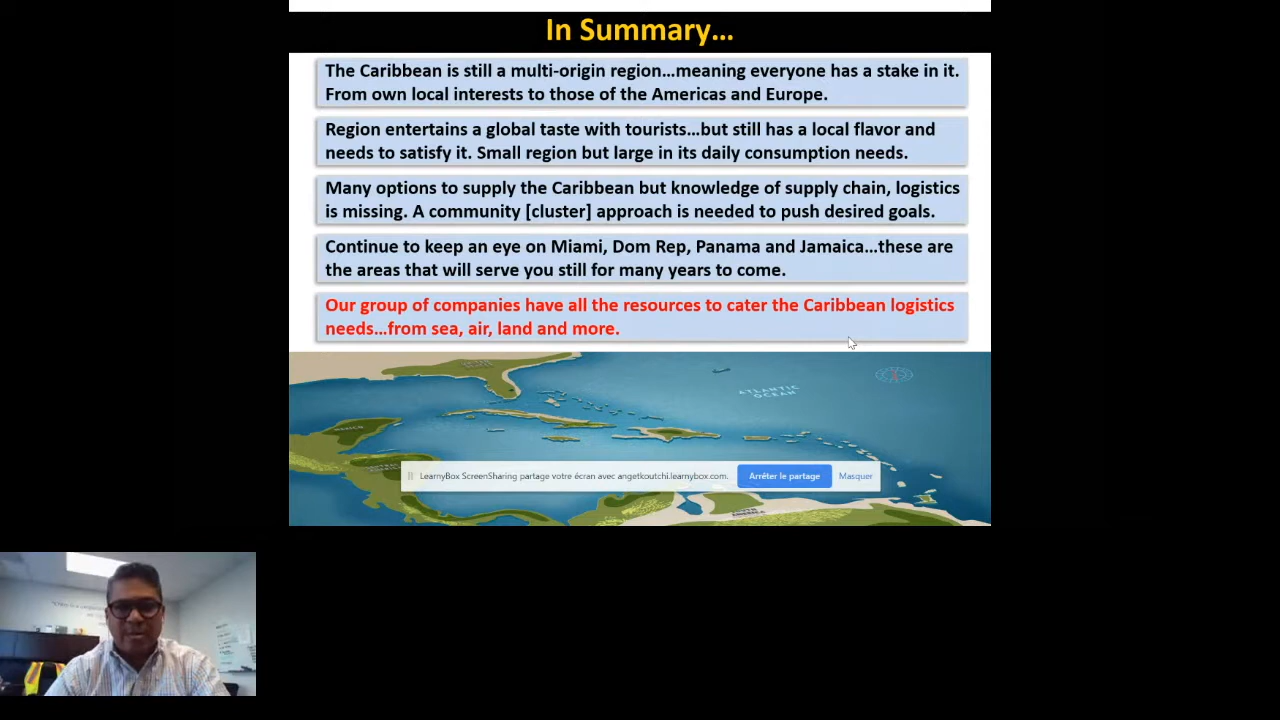 In Summary...
The Caribbean is still a multi-origin region...meaning everyone has a stake in it.
From own local interests to those of the Americas and Europe.
Region entertains a global taste with tourists...but still has a local flavor and
needs to satisfy it. Small region but large in its daily consumption needs.
Many options to supply the Caribbean but knowledge of supply chain, logistics
is missing. A community [cluster] approach is needed to push desired goals.
Continue to keep an eye on Miami, Dom Rep, Panama and Jamaica...these are
the areas that will serve you still for many years to come.
Our group of companies have all the resources to cater the Caribbean logistics
needs...from sea, air, land and more.
ATLANTIC
OCEAN
MEXICO
LearnyBox ScreenSharing partage votre écran avec angetkoutchi.learnybox.com.
Arrêter le partage
Masquer
SOUTH
AMERICA